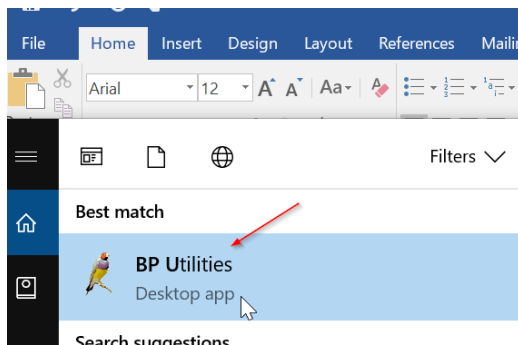 File Home Insert Design Layout References
Arial 12 Aa
Filters
Best match
BP Utilities
Desktop app
Search suggestions